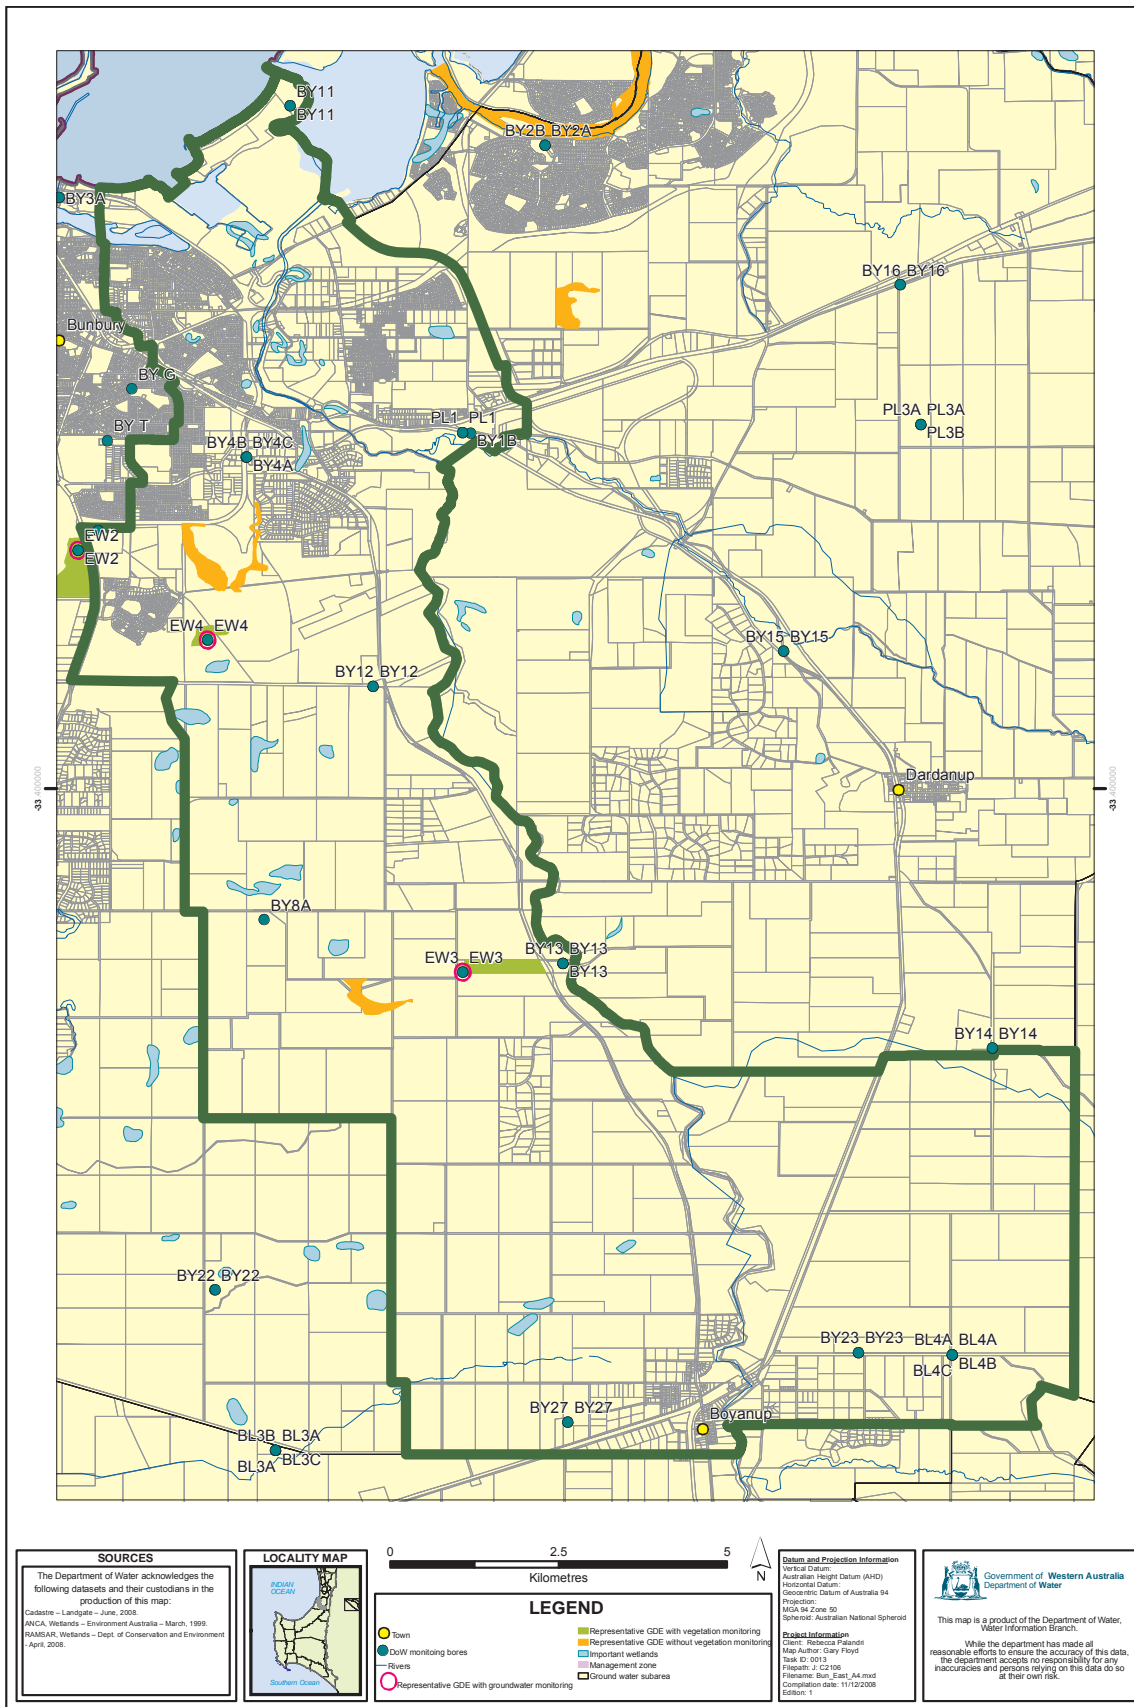 BY11
BY11
BY2B BY2A
BY3A
BY16 BY16
Bunbury
BY G
PL3A PL3A
PL3B
PL1 PL1
BY1B
BY T
BY4B BY4C
BY4A
EW2
EW2
EW4 EW4
BY15 BY15
BY12 BY12
Dardanup
-33.400000
-33.400000
BY8A
BY13 BY13
BY13
EW3 EW3
BY14 BY14
BY22 BY22
BY23 BY23
BL4A BL4A
BL4B
BL4C
BY27 BY27
Boyanup
BL3B BL3A
BL3A BL3C
SOURCES
The Department of Water acknowledges the
following datasets and their custodians in the
production of this map:
Cadastre – Landgate – June, 2008.
ANCA, Wetlands – Environment Australia – March, 1999.
RAMSAR, Wetlands – Dept. of Conservation and Environment
- April, 2008.
LOCALITY MAP
INDIAN
OCEAN
Southern Ocean
0 2.5 5
Kilometres
N
LEGEND
Town
DoW monitoing bores
Rivers
Representative GDE with groundwater monitoring
Representative GDE with vegetation monitoring
Representative GDE without vegetation monitoring
Important wetlands
Management zone
Ground water subarea
Datum and Projection Information
Vertical Datum:
Australian Height Datum (AHD)
Horizontal Datum:
Geocentric Datum of Australia 94
Projection:
MGA 94 Zone 50
Spheroid: Australian National Spheroid
Project Information
Client: Rebecca Palandri
Map Author: Gary Floyd
Task ID: 0013
Filepath: J: C2106
Filename: Bun_East_A4.mxd
Compilation date: 11/12/2008
Edition: 1
Government of Western Australia
Department of Water
This map is a product of the Department of Water,
Water Information Branch.
While the department has made all
reasonable efforts to ensure the accuracy of this data,
the department accepts no responsibility for any
inaccuracies and persons relying on this data do so
at their own risk.